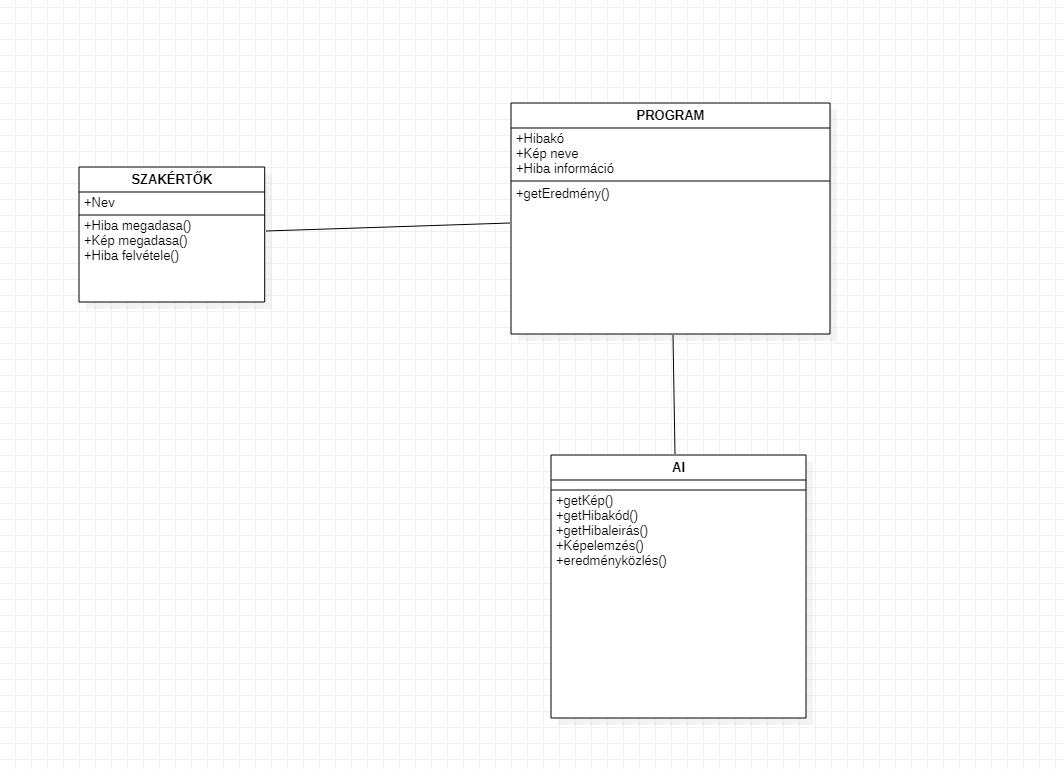 SZAKÉRTŐK
+Nev
+Hiba megadasa()
+Kép megadasa()
+Hiba felvétele()
PROGRAM
+Hibakó
+Kép neve
+Hiba információ
+getEredmény()
AI
+getKép()
+getHibakód()
+getHibaleirás()
+Képelemzés()
+eredményközlés()